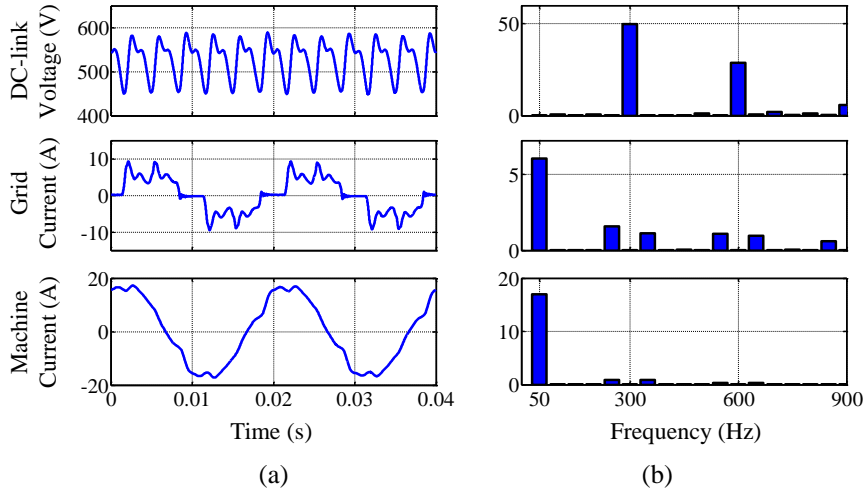 DC-link
Voltage (V)
600
500
400
50
0
Grid
Current (A)
10
0
-10
5
0
Machine
Current (A)
20
0
-20
20
10
0
0 0.01 0.02 0.03 0.04
50 300 600 900
Time (s)
Frequency (Hz)
(a)
(b)